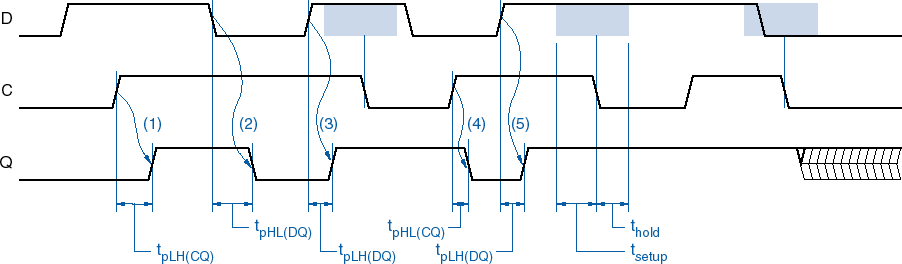 D
C
(1) (2) (3) (4) (5)
Q
tpHL(DQ) tpHL(CQ) thold
tpLH(CQ) tpLH(DQ) tpLH(DQ) tsetup